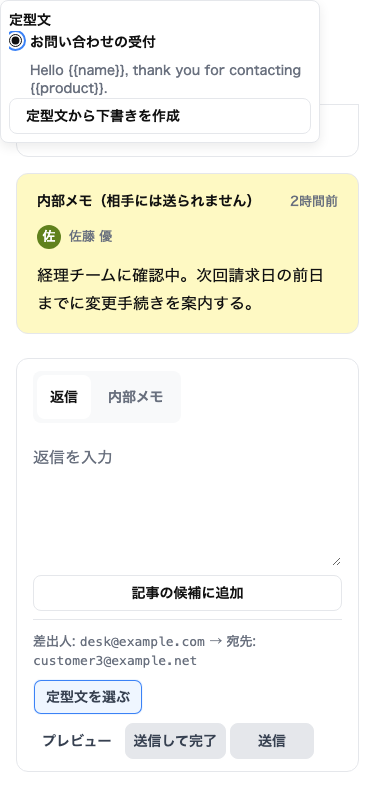 定型文
お問い合わせの受付
Hello {{name}}, thank you for contacting
{{product}}.
定型文から下書きを作成
内部メモ（相手には送られません） 2時間前
佐 佐藤 優
経理チームに確認中。次回請求日の前日
までに変更手続きを案内する。
返信 内部メモ
返信を入力
記事の候補に追加
差出人: desk@example.com → 宛先:
customer3@example.net
定型文を選ぶ
プレビュー 送信して完了 送信